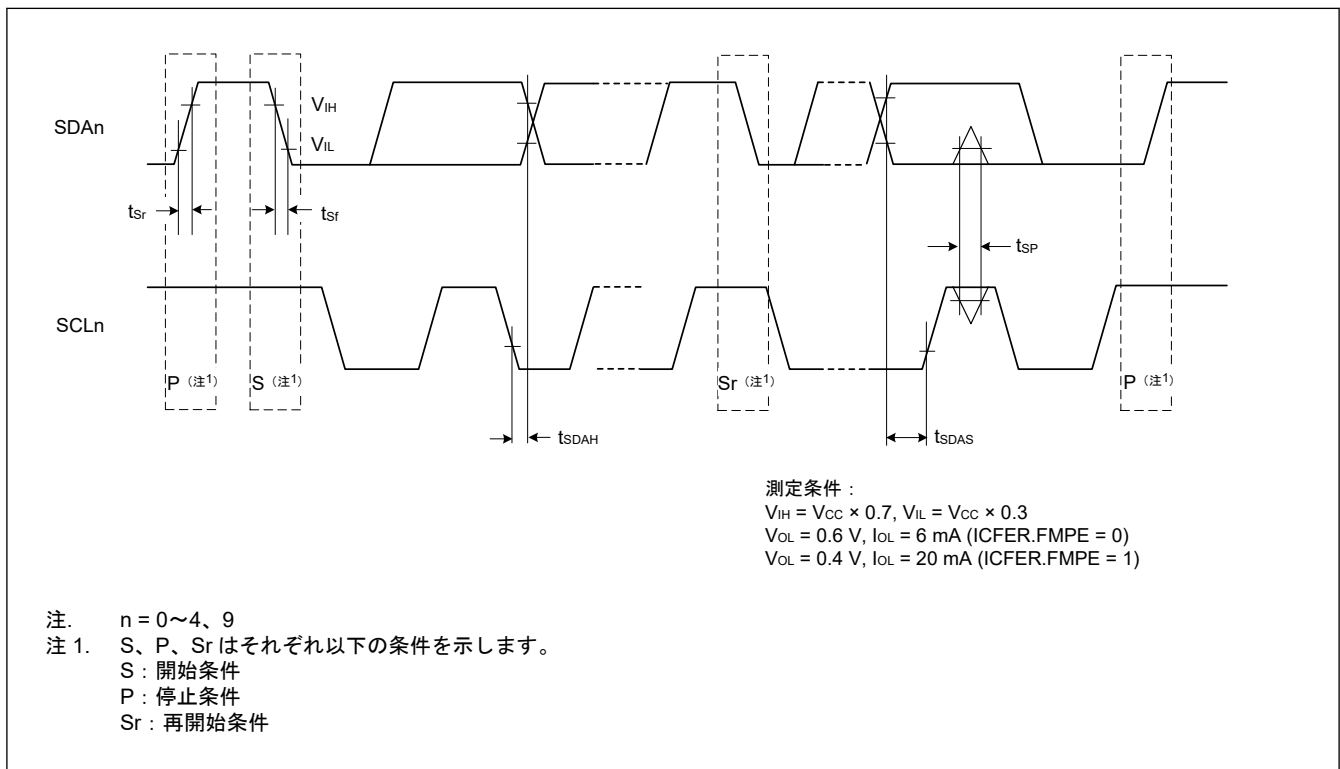 SDAn
VIH
VIL
tSr
tSf
tSP
SCLn
P（注1）
S（注1）
Sr（注1）
P（注1）
tSDAH
tSDAS
測定条件：
VIH = VCC × 0.7, VIL = VCC × 0.3
VOL = 0.6 V, IOL = 6 mA (ICFER.FMPE = 0)
VOL = 0.4 V, IOL = 20 mA (ICFER.FMPE = 1)
注. n = 0～4、9
注 1. S、P、Sr はそれぞれ以下の条件を示します。
S：開始条件
P：停止条件
Sr：再開始条件